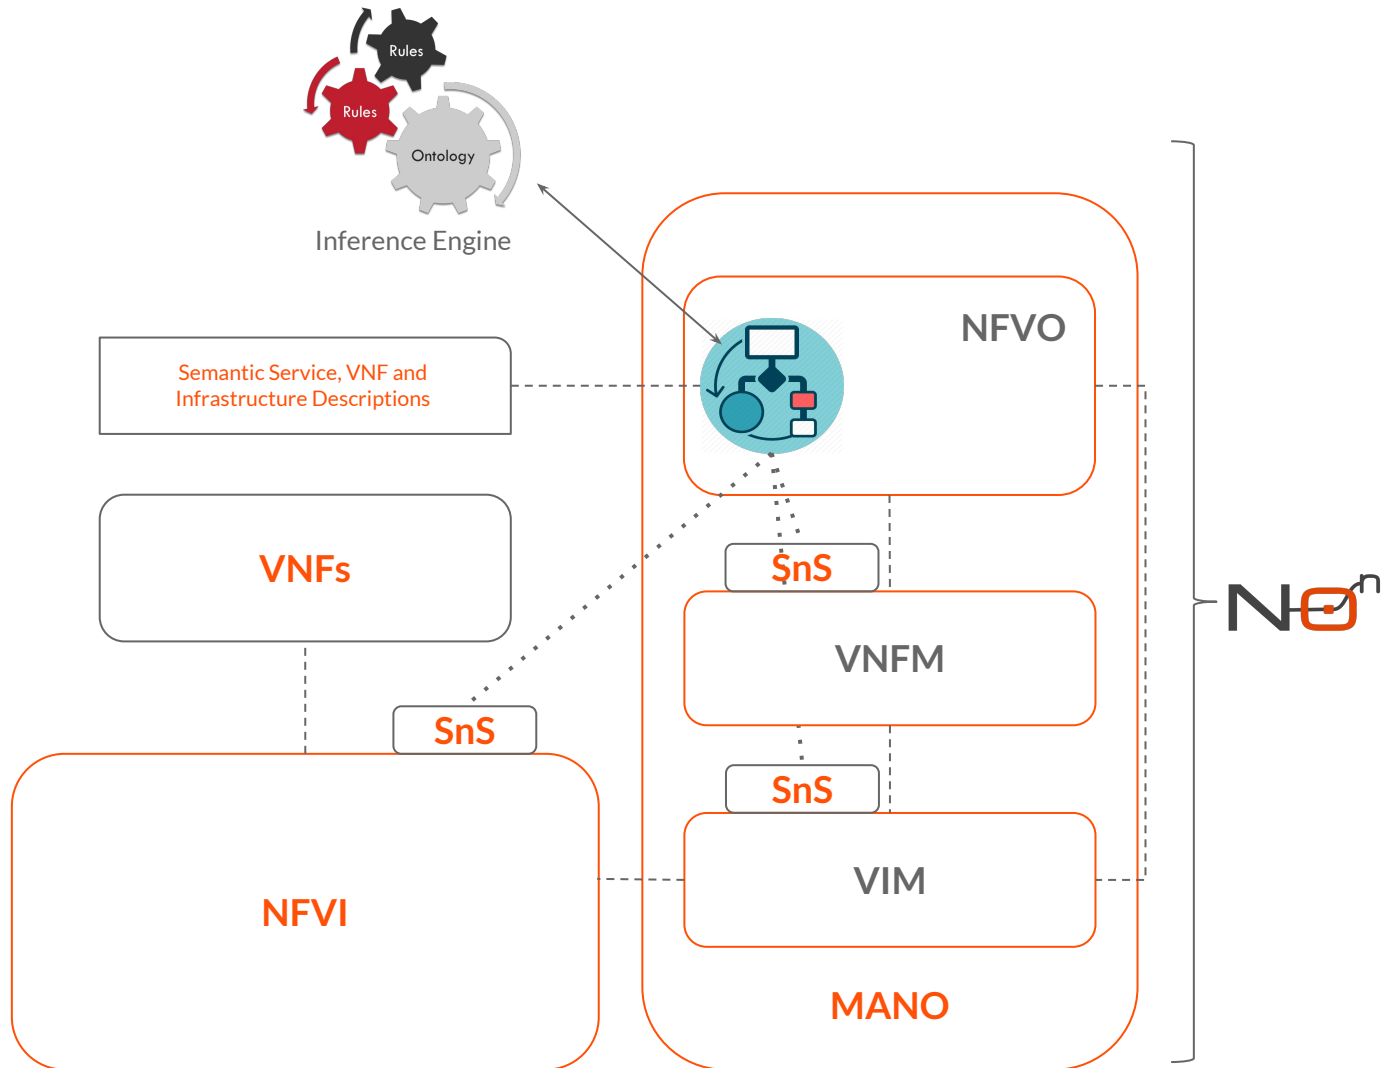 Rules
Rules
Ontology
Inference Engine
NFVO
Semantic Service, VNF and
Infrastructure Descriptions
VNFs
SnS
VNFM
SnS
SnS
VIM
NFVI
MANO
NOn